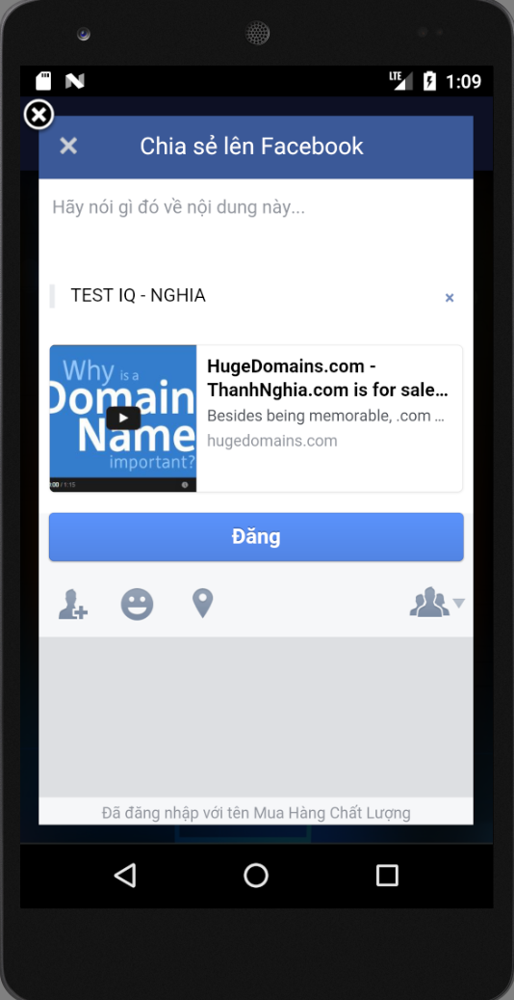 LTE 1:09
Chia sẻ lên Facebook
Hãy nói gì đó về nội dung này...
TEST IQ - NGHIA
Why is a
Domain
Name
important?
0:00 / 1:15
HugeDomains.com -
ThanhNghia.com is for sale...
Besides being memorable, .com ...
hugedomains.com
Đăng
Đã đăng nhập với tên Mua Hàng Chất Lượng